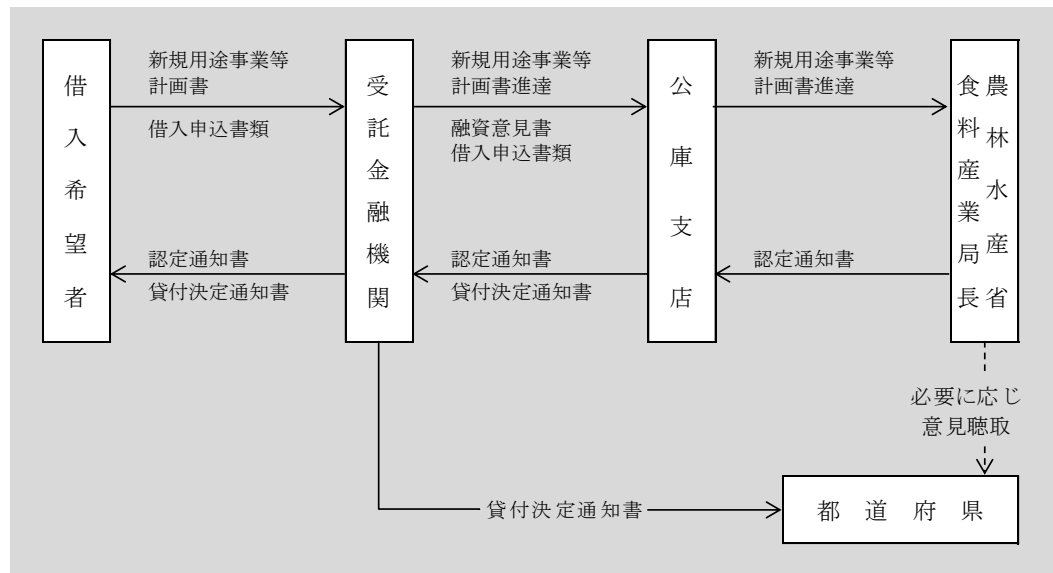 借入希望者
新規用途事業等
計画書
借入申込書類
認定通知書
貸付決定通知書
受託金融機関
新規用途事業等
計画書進達
融資意見書
借入申込書類
認定通知書
貸付決定通知書
公庫支店
新規用途事業等
計画書進達
認定通知書
農林水産省
食料産業局長
必要に応じ
意見聴取
貸付決定通知書
都道府県